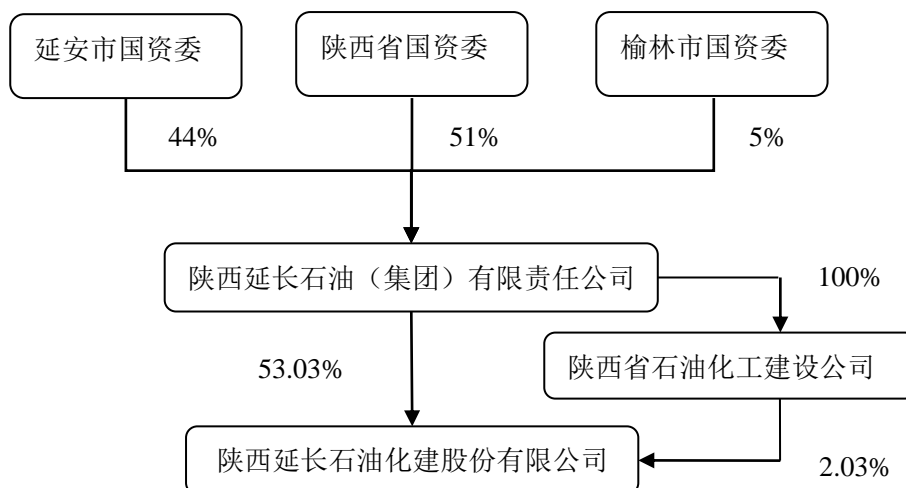 延安市国资委
陕西省国资委
榆林市国资委
44%
51%
5%
陕西延长石油（集团）有限责任公司
100%
53.03%
陕西省石油化工建设公司
陕西延长石油化建股份有限公司
2.03%